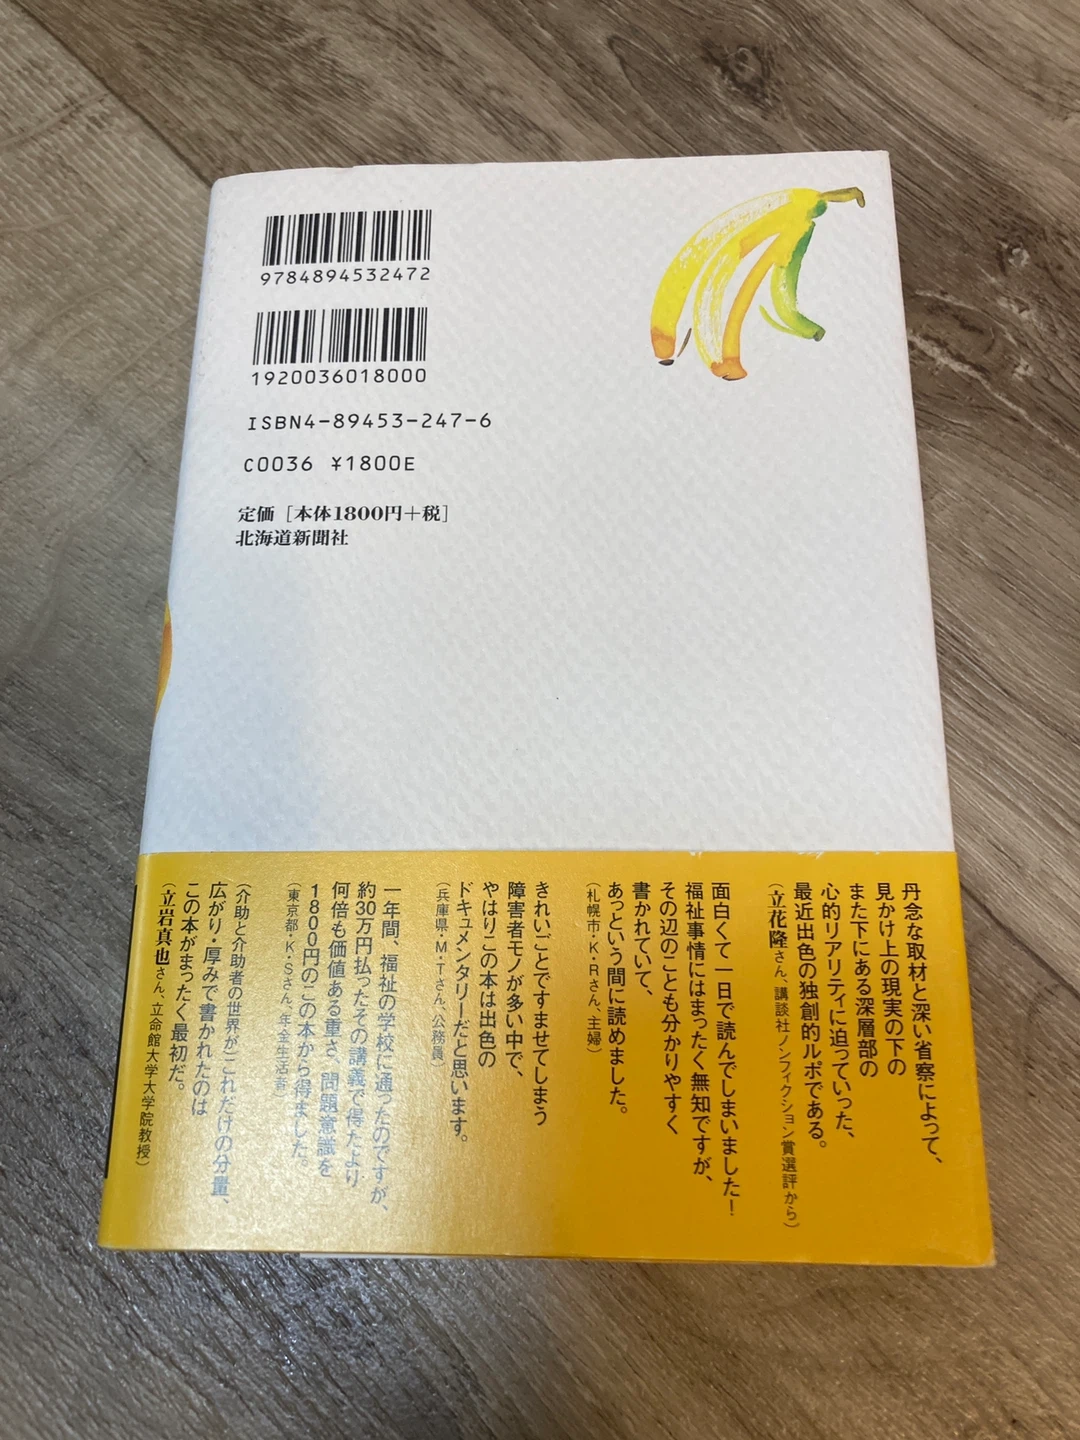 9784894532472
1920036018000
ISBN4-89453-247-6
C0036 ¥1800E
定価［本体1800円＋税］
北海道新聞社
丹念な取材と深い省察によって、
見かけ上の現実の下の
また下にある深層部の
心的リアリティに迫っていった、
最近出色の独創的ルポである。
（立花隆さん、講談社ノンフィクション賞選評から）
面白くて一日で読んでしまいました！
福祉事情にはまったく無知ですが、
その辺のことも分かりやすく
書かれていて、
あっという間に読めました。
（札幌市・K・Rさん、主婦）
きれいごとですませてしまう
障害者モノが多い中で、
やはりこの本は出色の
ドキュメンタリーだと思います。
（兵庫県・M・Tさん、公務員）
一年間、福祉の学校に通ったのですが、
約30万円払ったその講義で得たより
何倍も価値ある重さ、問題意識を
1800円のこの本から得ました。
（東京都・K・Sさん、年金生活者）
（介助と介助者の世界が）これだけの分量、
広がり・厚みで書かれたのは
この本がまったく最初だ。
（立岩真也さん、立命館大学大学院教授）